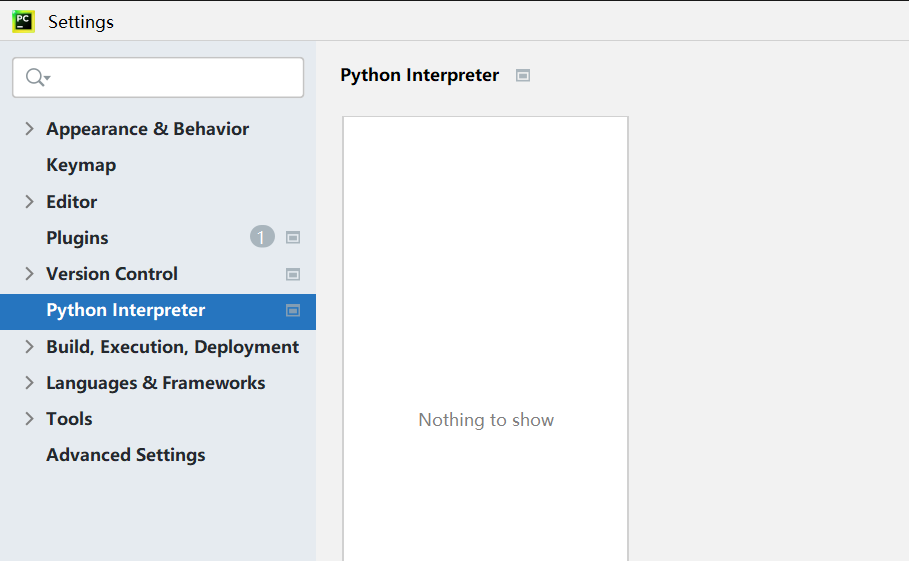 PC
Settings
Appearance & Behavior
Keymap
Editor
Plugins 1
Version Control
Python Interpreter
Build, Execution, Deployment
Languages & Frameworks
Tools
Advanced Settings
Python Interpreter
Nothing to show